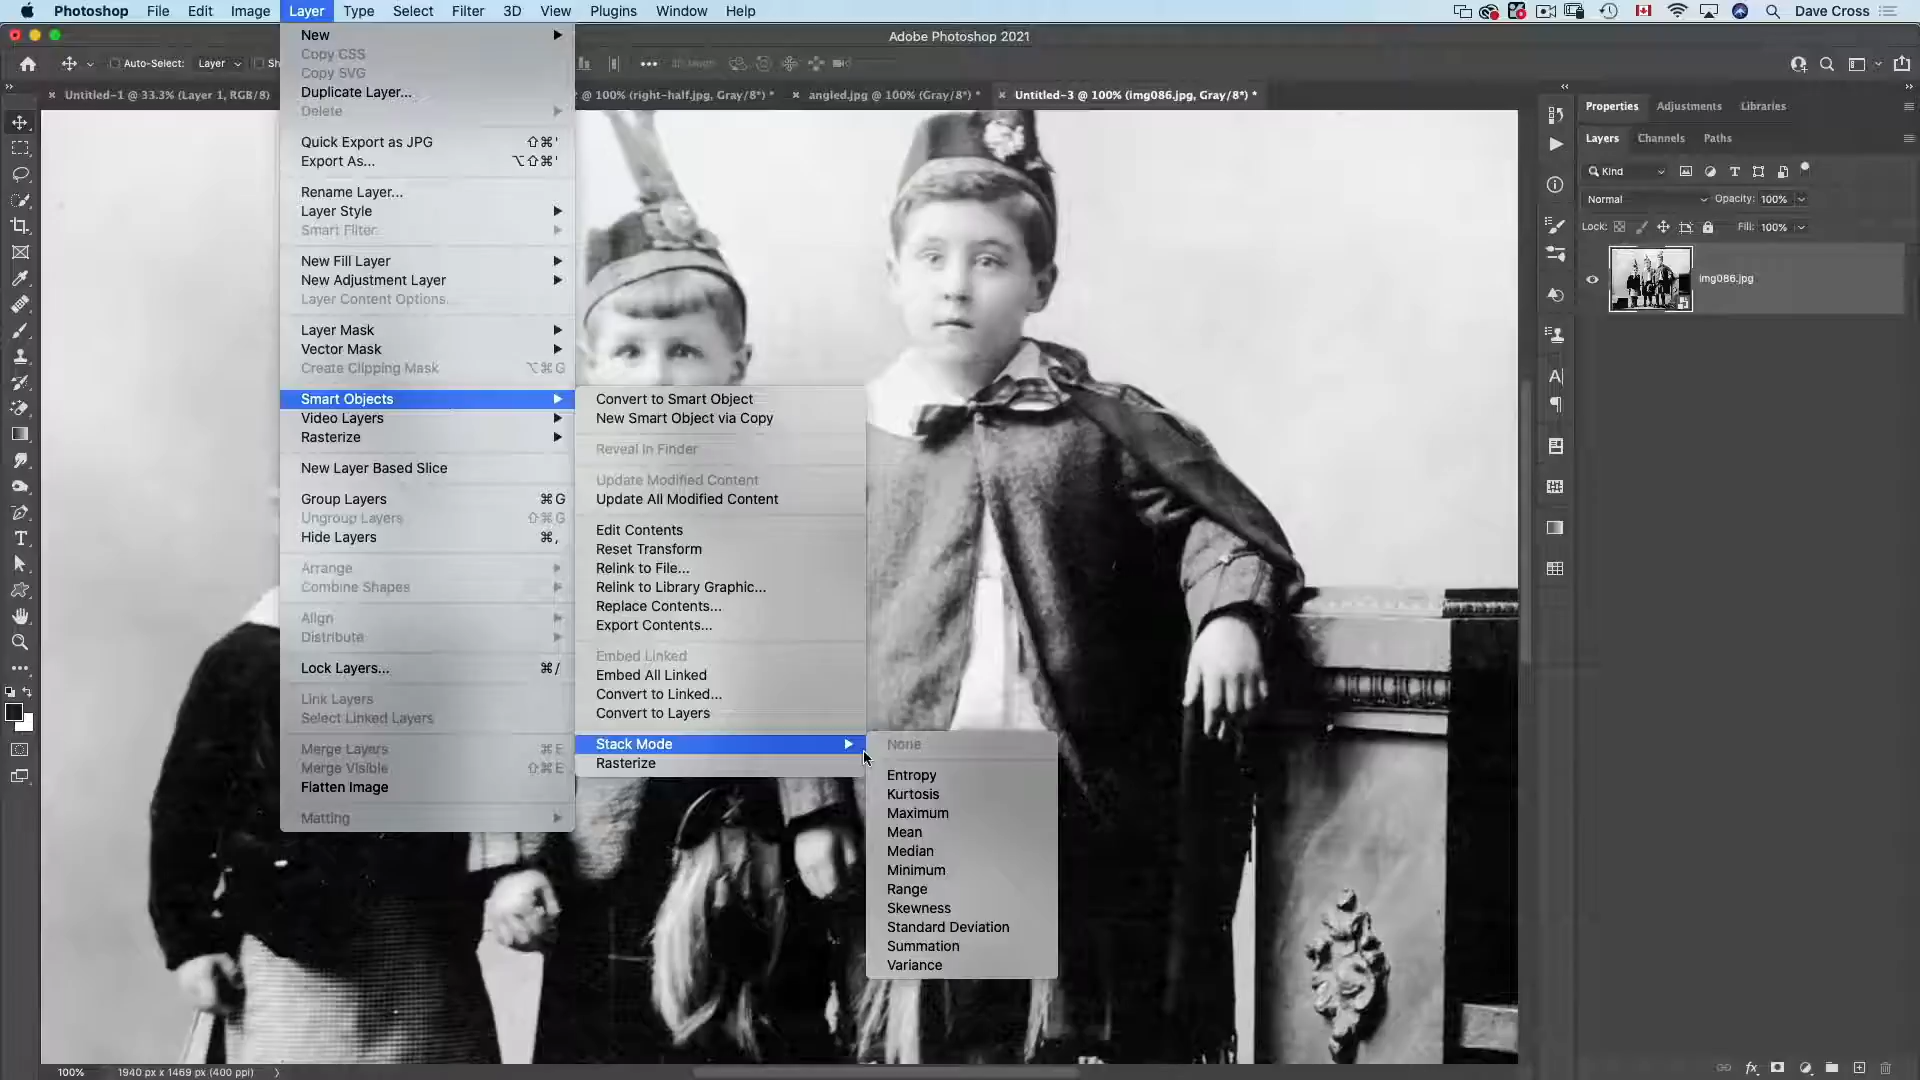 Photoshop File Edit Image Layer Type Select Filter 3D View Plugins Window Help Dave Cross
Adobe Photoshop 2021
Auto-Select: Layer Sh
Untitled-1 @ 33.3% (Layer 1, RGB/8) @ 100% (right-half.jpg, Gray/8*) * angled.jpg @ 100% (Gray/8*) * Untitled-3 @ 100% (img086.jpg, Gray/8*) *
New
Copy CSS
Copy SVG
Duplicate Layer...
Delete
Quick Export as JPG ⇧⌘'
Export As... ⌥⇧⌘'
Rename Layer...
Layer Style
Smart Filter
New Fill Layer
New Adjustment Layer
Layer Content Options...
Layer Mask
Vector Mask
Create Clipping Mask ⌥⌘G
Smart Objects
Video Layers
Rasterize
New Layer Based Slice
Group Layers ⌘G
Ungroup Layers ⇧⌘G
Hide Layers ⌘,
Arrange
Combine Shapes
Align
Distribute
Lock Layers... ⌘/
Link Layers
Select Linked Layers
Merge Layers ⌘E
Merge Visible ⇧⌘E
Flatten Image
Matting
Convert to Smart Object
New Smart Object via Copy
Reveal in Finder
Update Modified Content
Update All Modified Content
Edit Contents
Reset Transform
Relink to File...
Relink to Library Graphic...
Replace Contents...
Export Contents...
Embed Linked
Embed All Linked
Convert to Linked...
Convert to Layers
Stack Mode
Rasterize
None
Entropy
Kurtosis
Maximum
Mean
Median
Minimum
Range
Skewness
Standard Deviation
Summation
Variance
Properties Adjustments Libraries
Layers Channels Paths
Kind
Normal Opacity: 100%
Lock: Fill: 100%
img086.jpg
100% 1940 px x 1469 px (400 ppi)